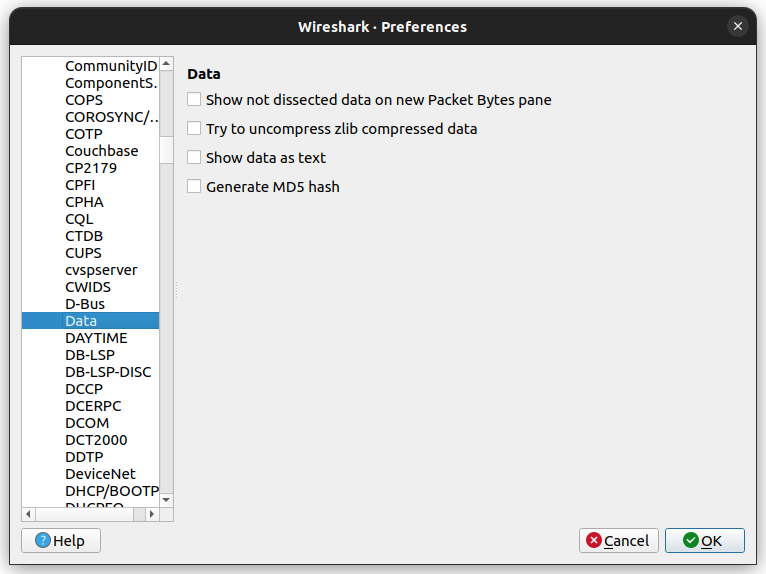 Wireshark · Preferences
CommunityID
ComponentS.
COPS
COROSYNC/..
COTP
Couchbase
CP2179
CPFI
CPHA
CQL
CTDB
CUPS
cvspserver
CWIDS
D-Bus
Data
DAYTIME
DB-LSP
DB-LSP-DISC
DCCP
DCERPC
DCOM
DCT2000
DDTP
DeviceNet
DHCP/BOOTP
Data
Show not dissected data on new Packet Bytes pane
Try to uncompress zlib compressed data
Show data as text
Generate MD5 hash
Help
Cancel
OK